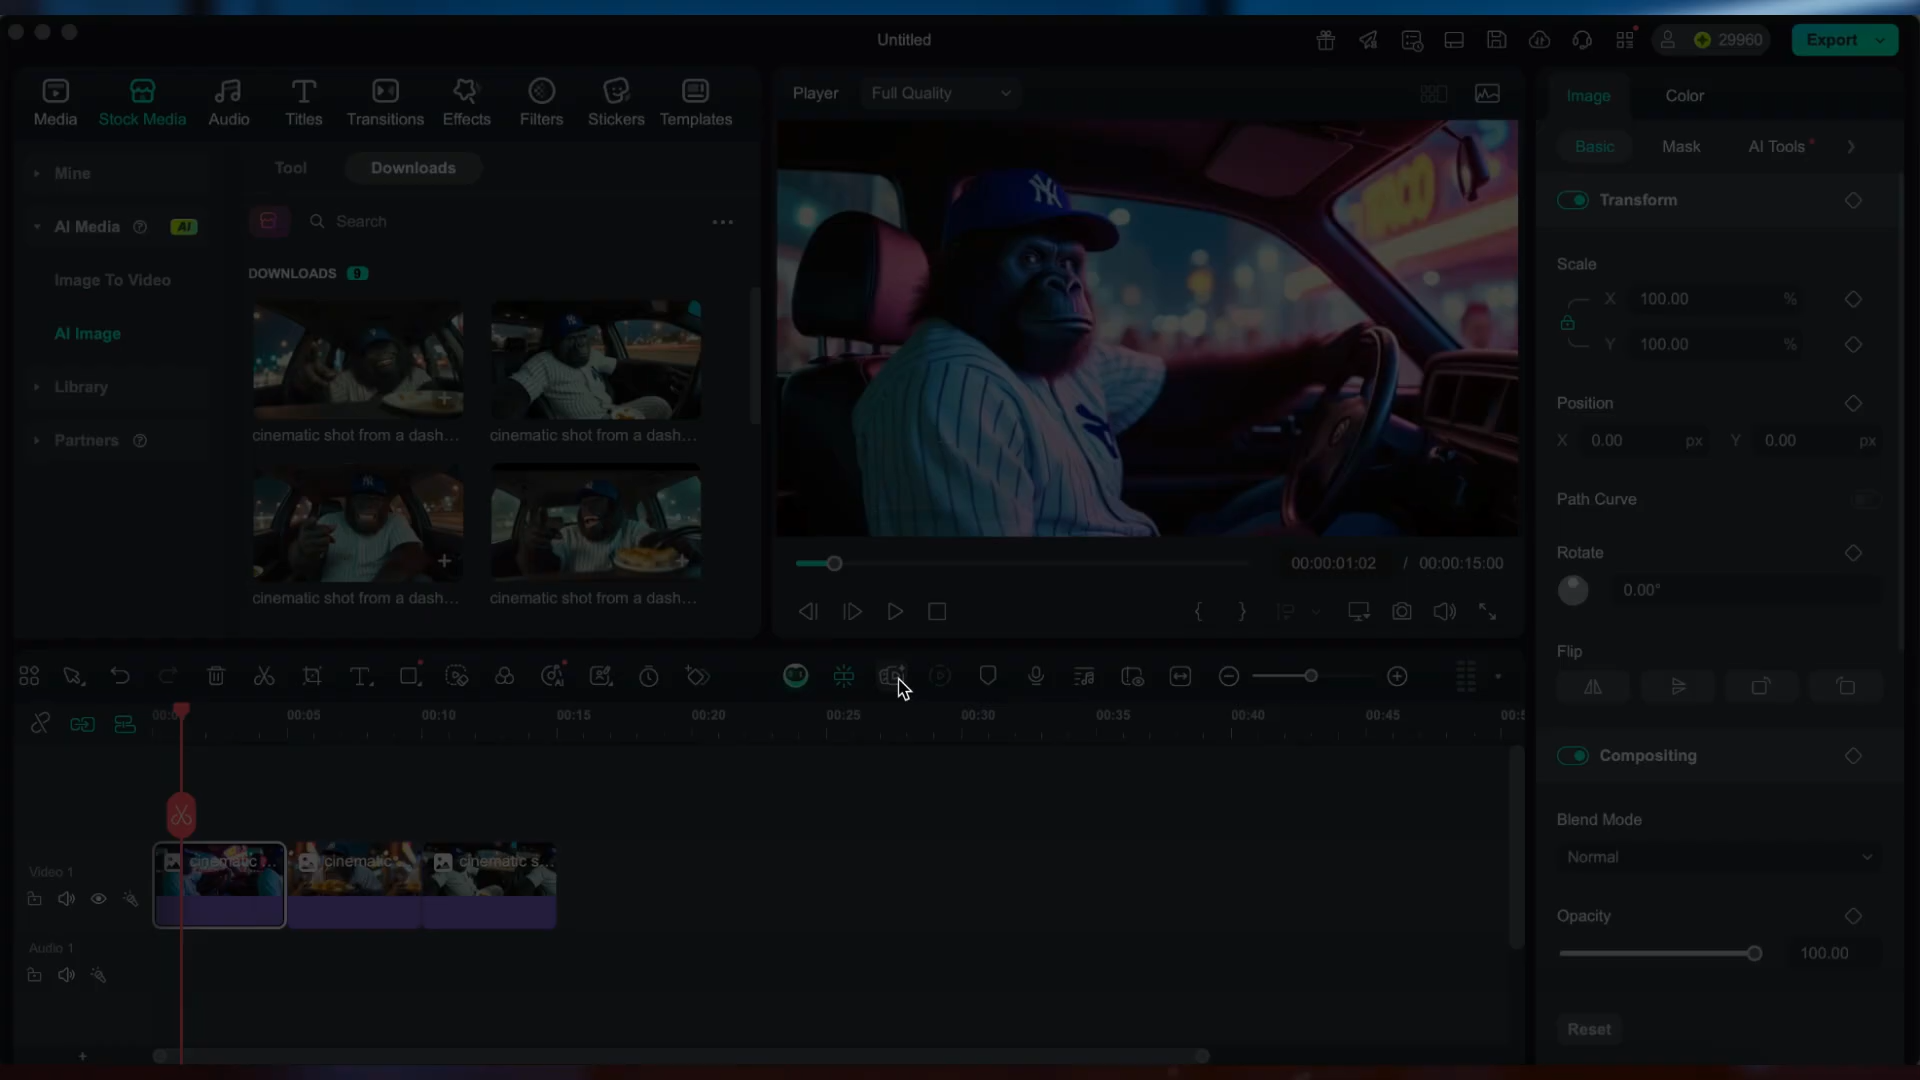 Untitled
29960
Export
Media
Stock Media
Audio
Titles
Transitions
Effects
Filters
Stickers
Templates
Player
Full Quality
Image
Color
Mine
Tool
Downloads
Basic
Mask
AI Tools
AI Media
AI
Search
Transform
Image To Video
DOWNLOADS 9
Scale
X 100.00 %
AI Image
Y 100.00 %
Library
Position
Partners
cinematic shot from a dash...
cinematic shot from a dash...
X 0.00 px Y 0.00 px
NY
TACO
Path Curve
Rotate
00:00:01:02 / 00:00:15:00
0.00°
cinematic shot from a dash...
cinematic shot from a dash...
Flip
00:05 00:10 00:15 00:20 00:25 00:30 00:35 00:40 00:45
Compositing
Blend Mode
Normal
Video 1
cinematic ...
cinematic
cinematic s...
Opacity
100.00
Audio 1
Reset